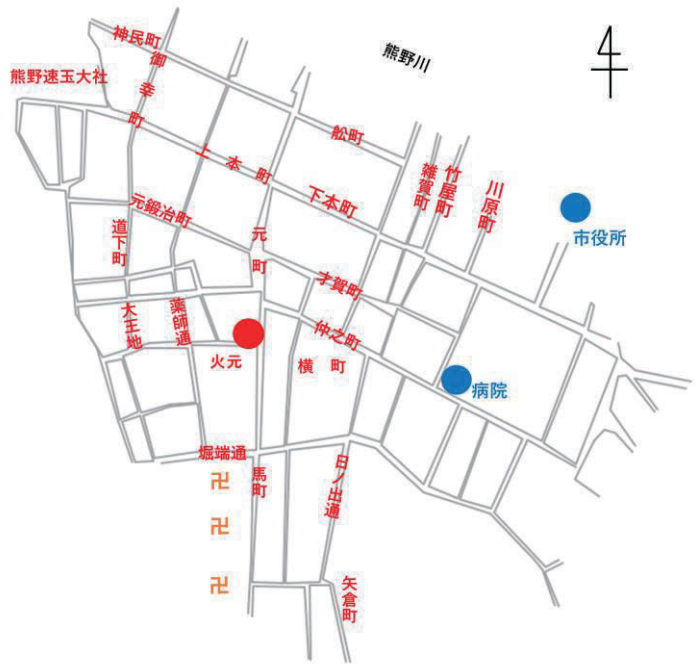 神民町
御幸町
熊野川
熊野速玉大社
舩町
上本町
下本町
雑賀町
竹屋町
川原町
市役所
元鍛冶町
道下町
元町
才賀町
大王地
薬師通
火元
仲之町
横町
病院
堀端通
馬町
日ノ出通
卍
卍
卍
矢倉町